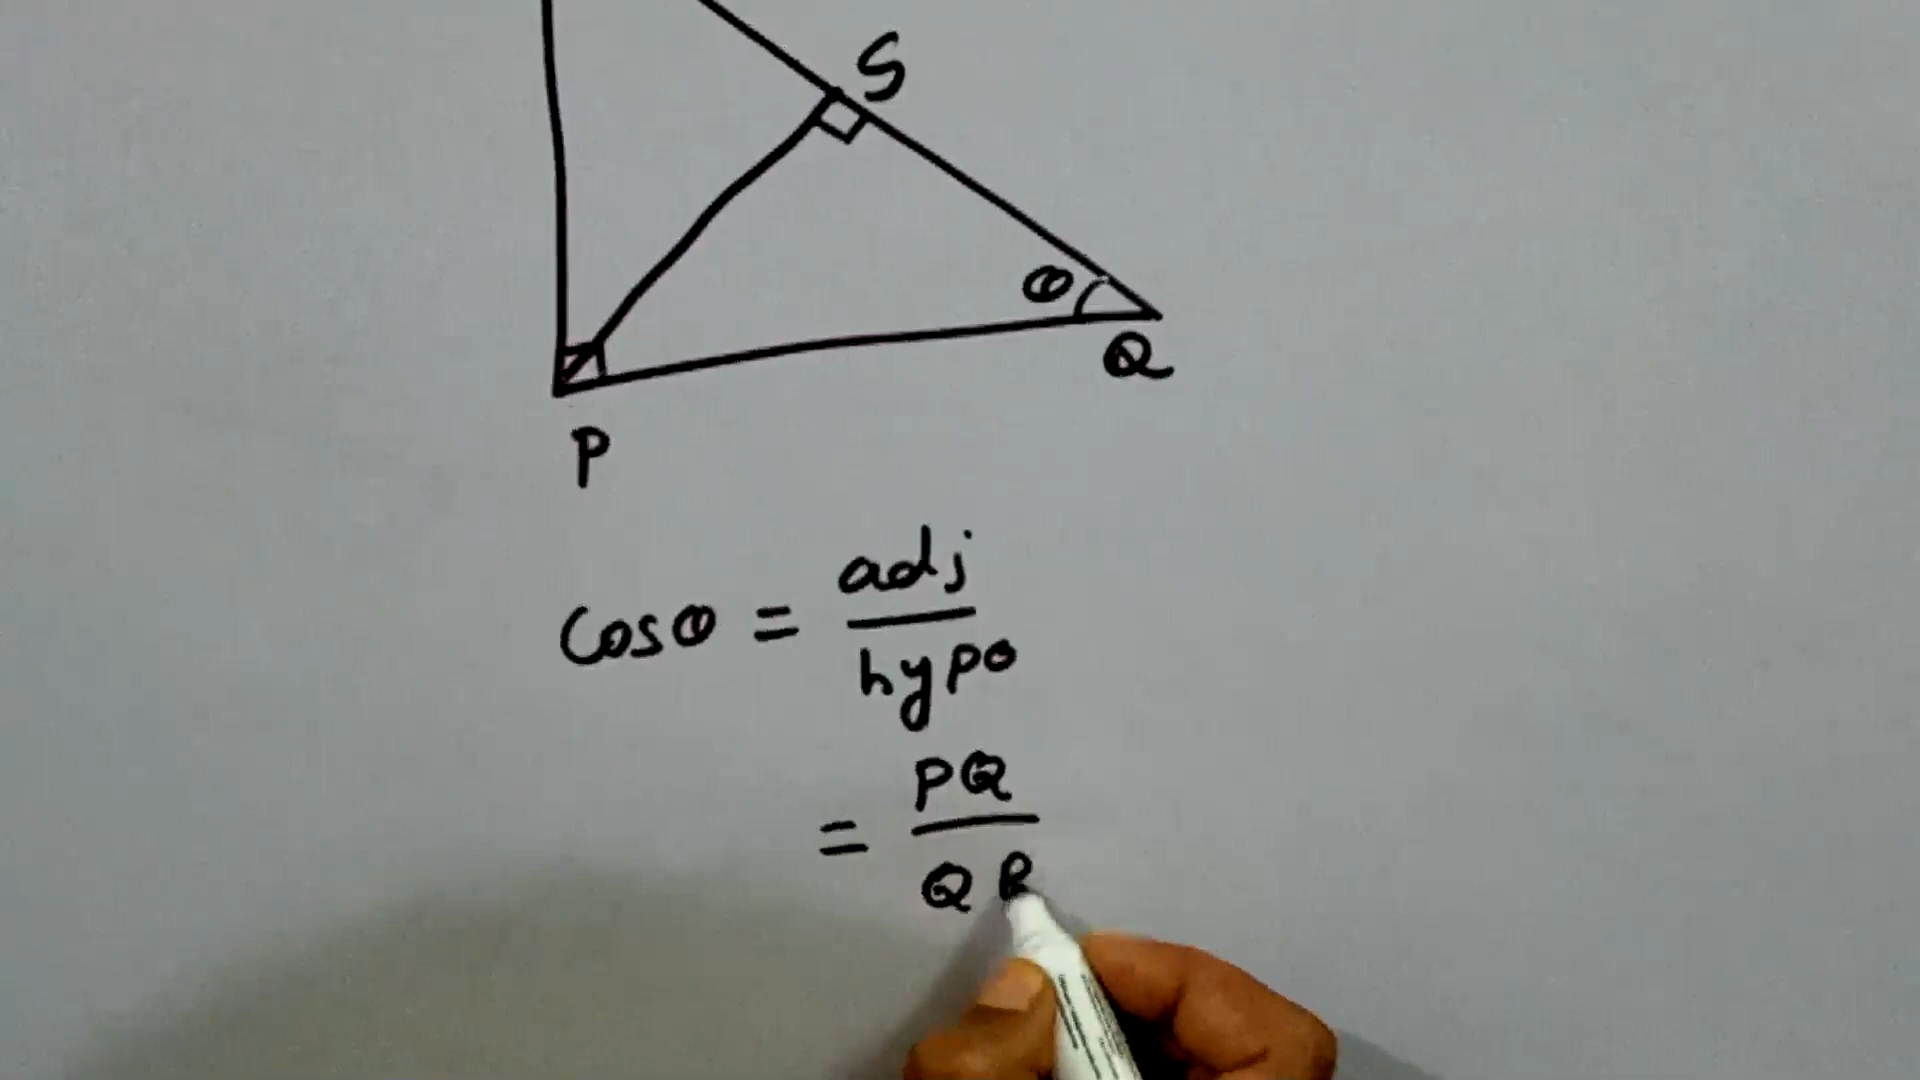 S
θ
Q
P
Cosθ = adj
hypo
= PQ
QR